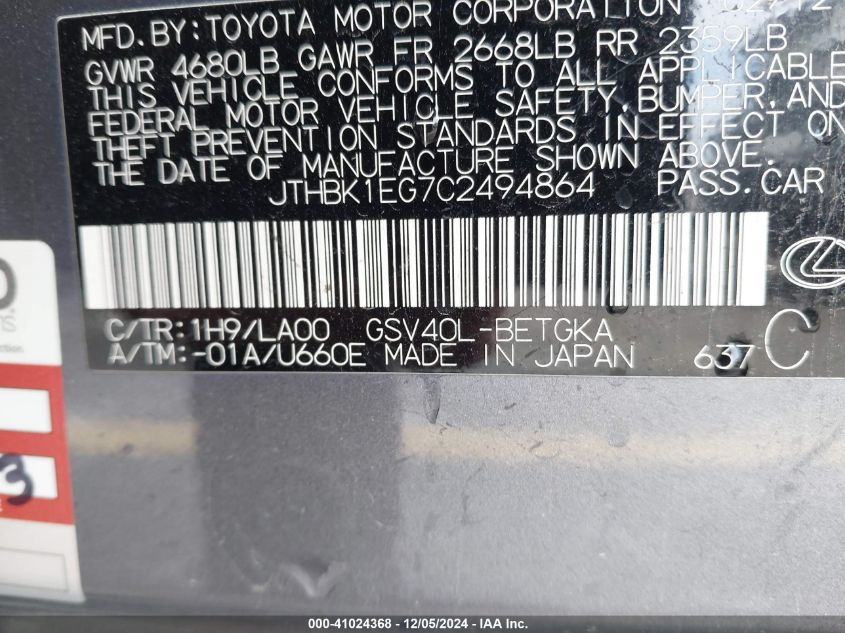 MFD. BY: TOYOTA MOTOR CORPORATION 02/12
GVWR 4680LB GAWR FR 2668LB RR 2359LB
THIS VEHICLE CONFORMS TO ALL APPLICABLE
FEDERAL MOTOR VEHICLE SAFETY, BUMPER, AND
THEFT PREVENTION STANDARDS IN EFFECT ON
THE DATE OF MANUFACTURE SHOWN ABOVE.
JTHBK1EG7C2494864 PASS. CAR
C/TR: 1H9/LA00 GSV40L-BETGKA
A/TM: -01A/U660E MADE IN JAPAN 637 C
3
000-41024368 - 12/05/2024 - IAA Inc.